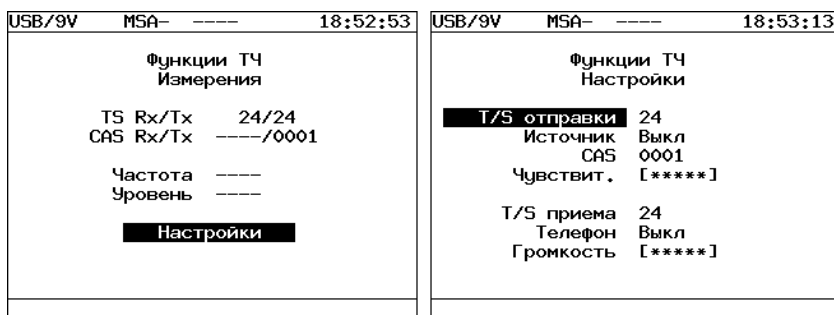 USB/9V MSA- ---- 18:52:53
Функции ТЧ
Измерения
TS Rx/Tx 24/24
CAS Rx/Tx ----/0001
Частота ----
Уровень ----
Настройки
USB/9V MSA- ---- 18:53:13
Функции ТЧ
Настройки
T/S отправки 24
Источник Выкл
CAS 0001
Чувствит. [*****]
T/S приема 24
Телефон Выкл
Громкость [*****]